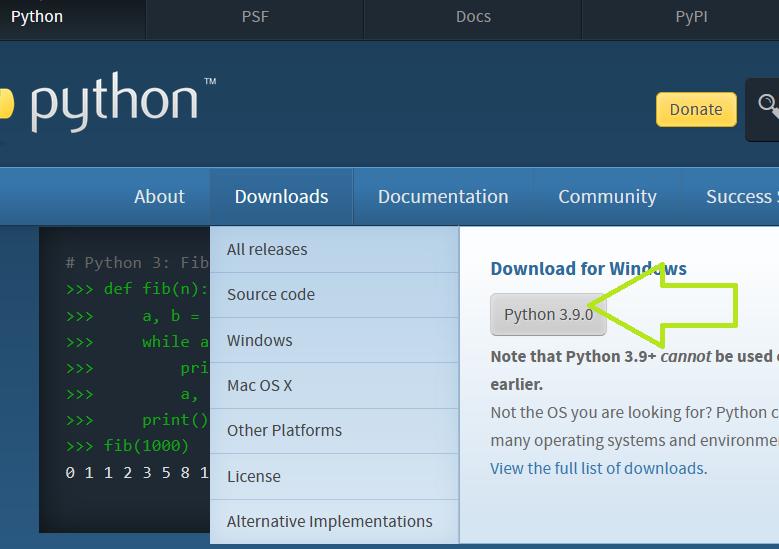 Python PSF Docs PyPI
python™
Donate
About Downloads Documentation Community Success
# Python 3: Fib
>>> def fib(n):
>>> a, b =
>>> while a
>>> pri
>>> a,
>>> print()
>>> fib(1000)
0 1 1 2 3 5 8 1
All releases
Source code
Windows
Mac OS X
Other Platforms
License
Alternative Implementations
Download for Windows
Python 3.9.0
Note that Python 3.9+ cannot be used
earlier.
Not the OS you are looking for? Python c
many operating systems and environme
View the full list of downloads.